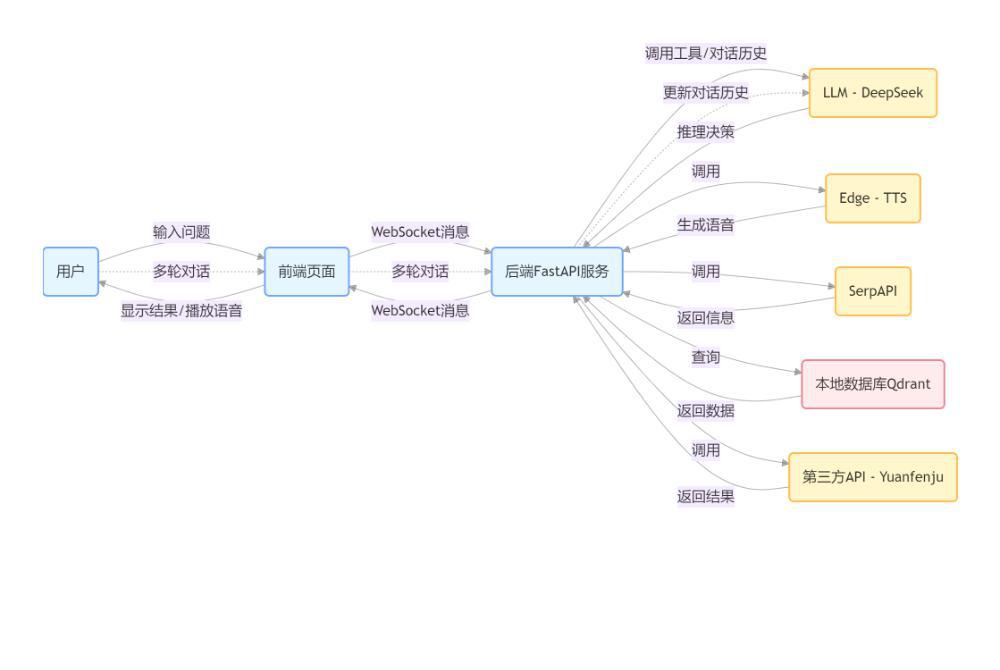 调用工具/对话历史
更新对话历史
LLM - DeepSeek
推理决策
调用
Edge - TTS
生成语音
输入问题
WebSocket消息
用户
多轮对话
前端页面
多轮对话
后端FastAPI服务
调用
SerpAPI
显示结果/播放语音
WebSocket消息
返回信息
查询
本地数据库Qdrant
返回数据
调用
第三方API - Yuanfenju
返回结果